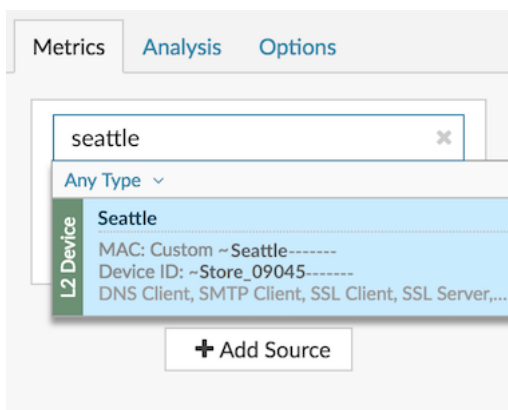 Metrics Analysis Options
seattle
Any Type
L2 Device
Seattle
MAC: Custom ~Seattle-------
Device ID: ~Store_09045-------
DNS Client, SMTP Client, SSL Client, SSL Server,...
+ Add Source